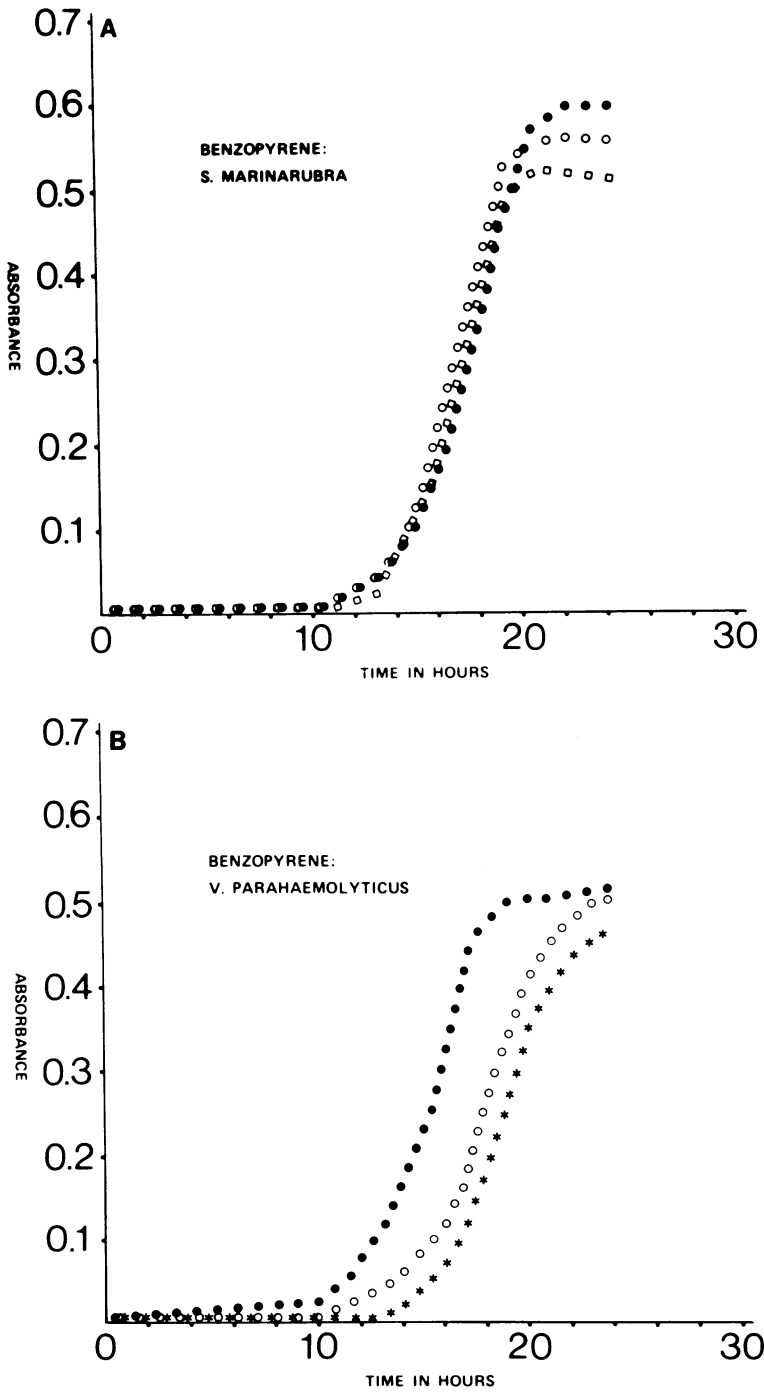 A
0.7
0.6
0.5
0.4
0.3
0.2
0.1
ABSORBANCE
BENZOPYRENE:
S. MARINARUBRA
0 10 20 30
TIME IN HOURS
B
0.7
0.6
0.5
0.4
0.3
0.2
0.1
ABSORBANCE
BENZOPYRENE:
V. PARAHAEMOLYTICUS
0 10 20 30
TIME IN HOURS